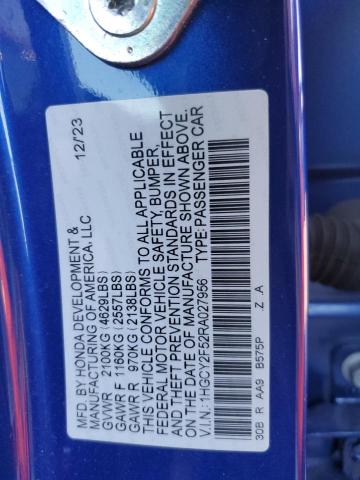 MFD. BY HONDA DEVELOPMENT & 12/23
MANUFACTURING OF AMERICA, LLC
GVWR 2100KG(4629LBS)
GAWR F 1160KG(2557LBS)
GAWR R 970KG(2138LBS)
THIS VEHICLE CONFORMS TO ALL APPLICABLE
FEDERAL MOTOR VEHICLE SAFETY, BUMPER,
AND THEFT PREVENTION STANDARDS IN EFFECT
ON THE DATE OF MANUFACTURE SHOWN ABOVE.
V.I.N: 1HGCY2F52RA027956 TYPE: PASSENGER CAR
30B R AA9 B575P .Z .A